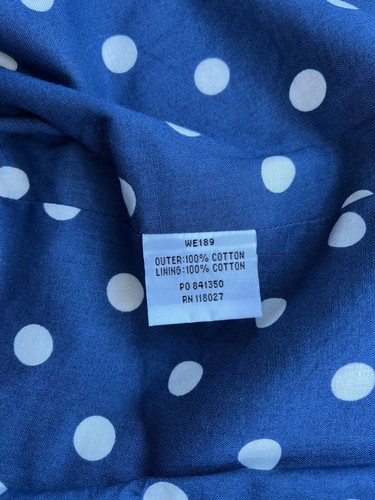 WE189
OUTER:100% COTTON
LINING:100% COTTON
PO 841350
RN 118027